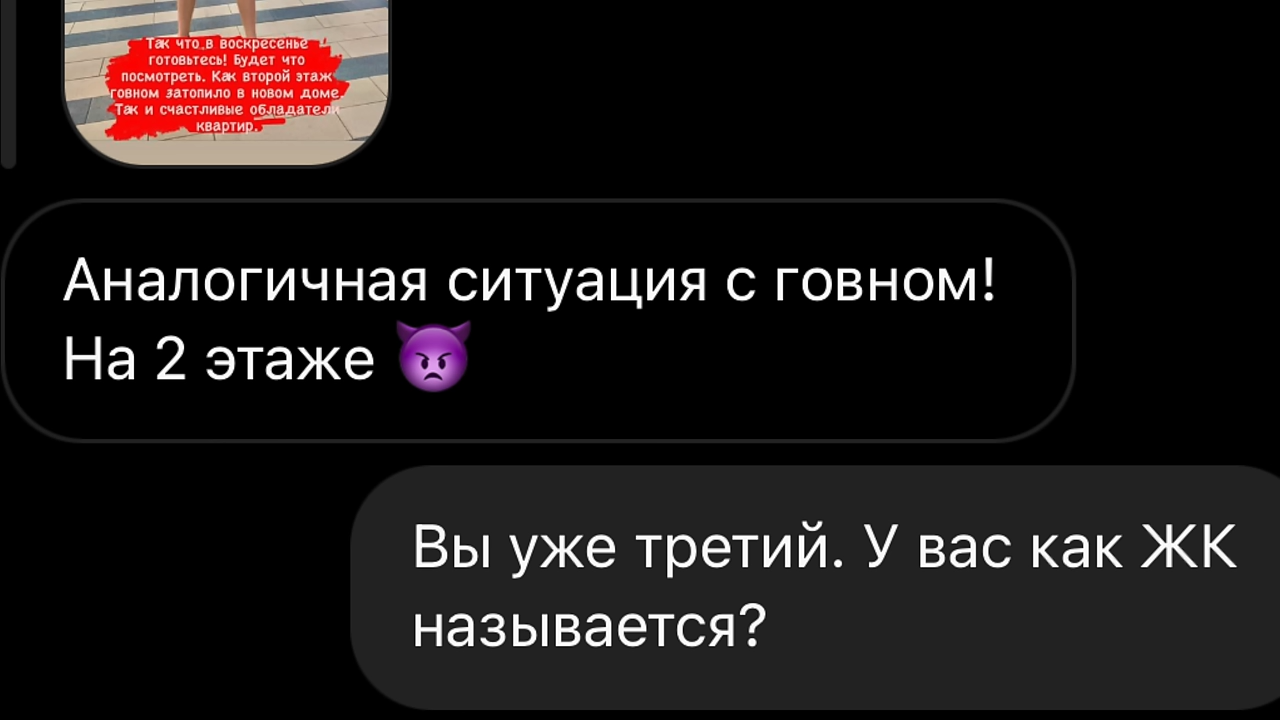 Так что в воскресенье
готовьтесь! Будет что
посмотреть. Как второй этаж
говном затопило в новом доме.
Так и счастливые обладатели
квартир.
Аналогичная ситуация с говном!
На 2 этаже 👿
Вы уже третий. У вас как ЖК
называется?